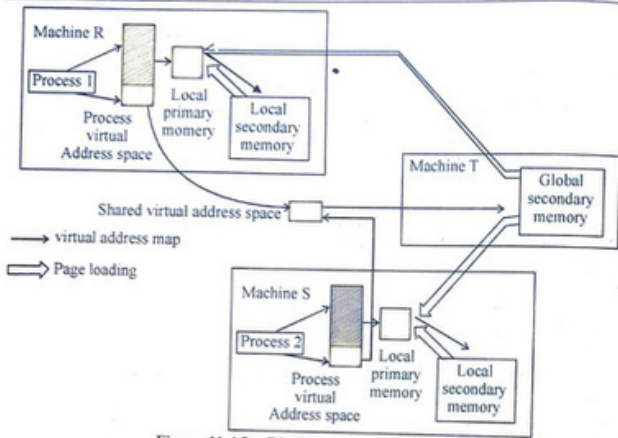 Machine R
Process 1
Process
virtual
Address space
Local
primary
momery
Local
secondary
memory
Machine T
Global
secondary
memory
Shared virtual address space
virtual address map
Page loading
Machine S
Process 2
Process
virtual
Address space
Local
primary
memory
Local
secondary
memory